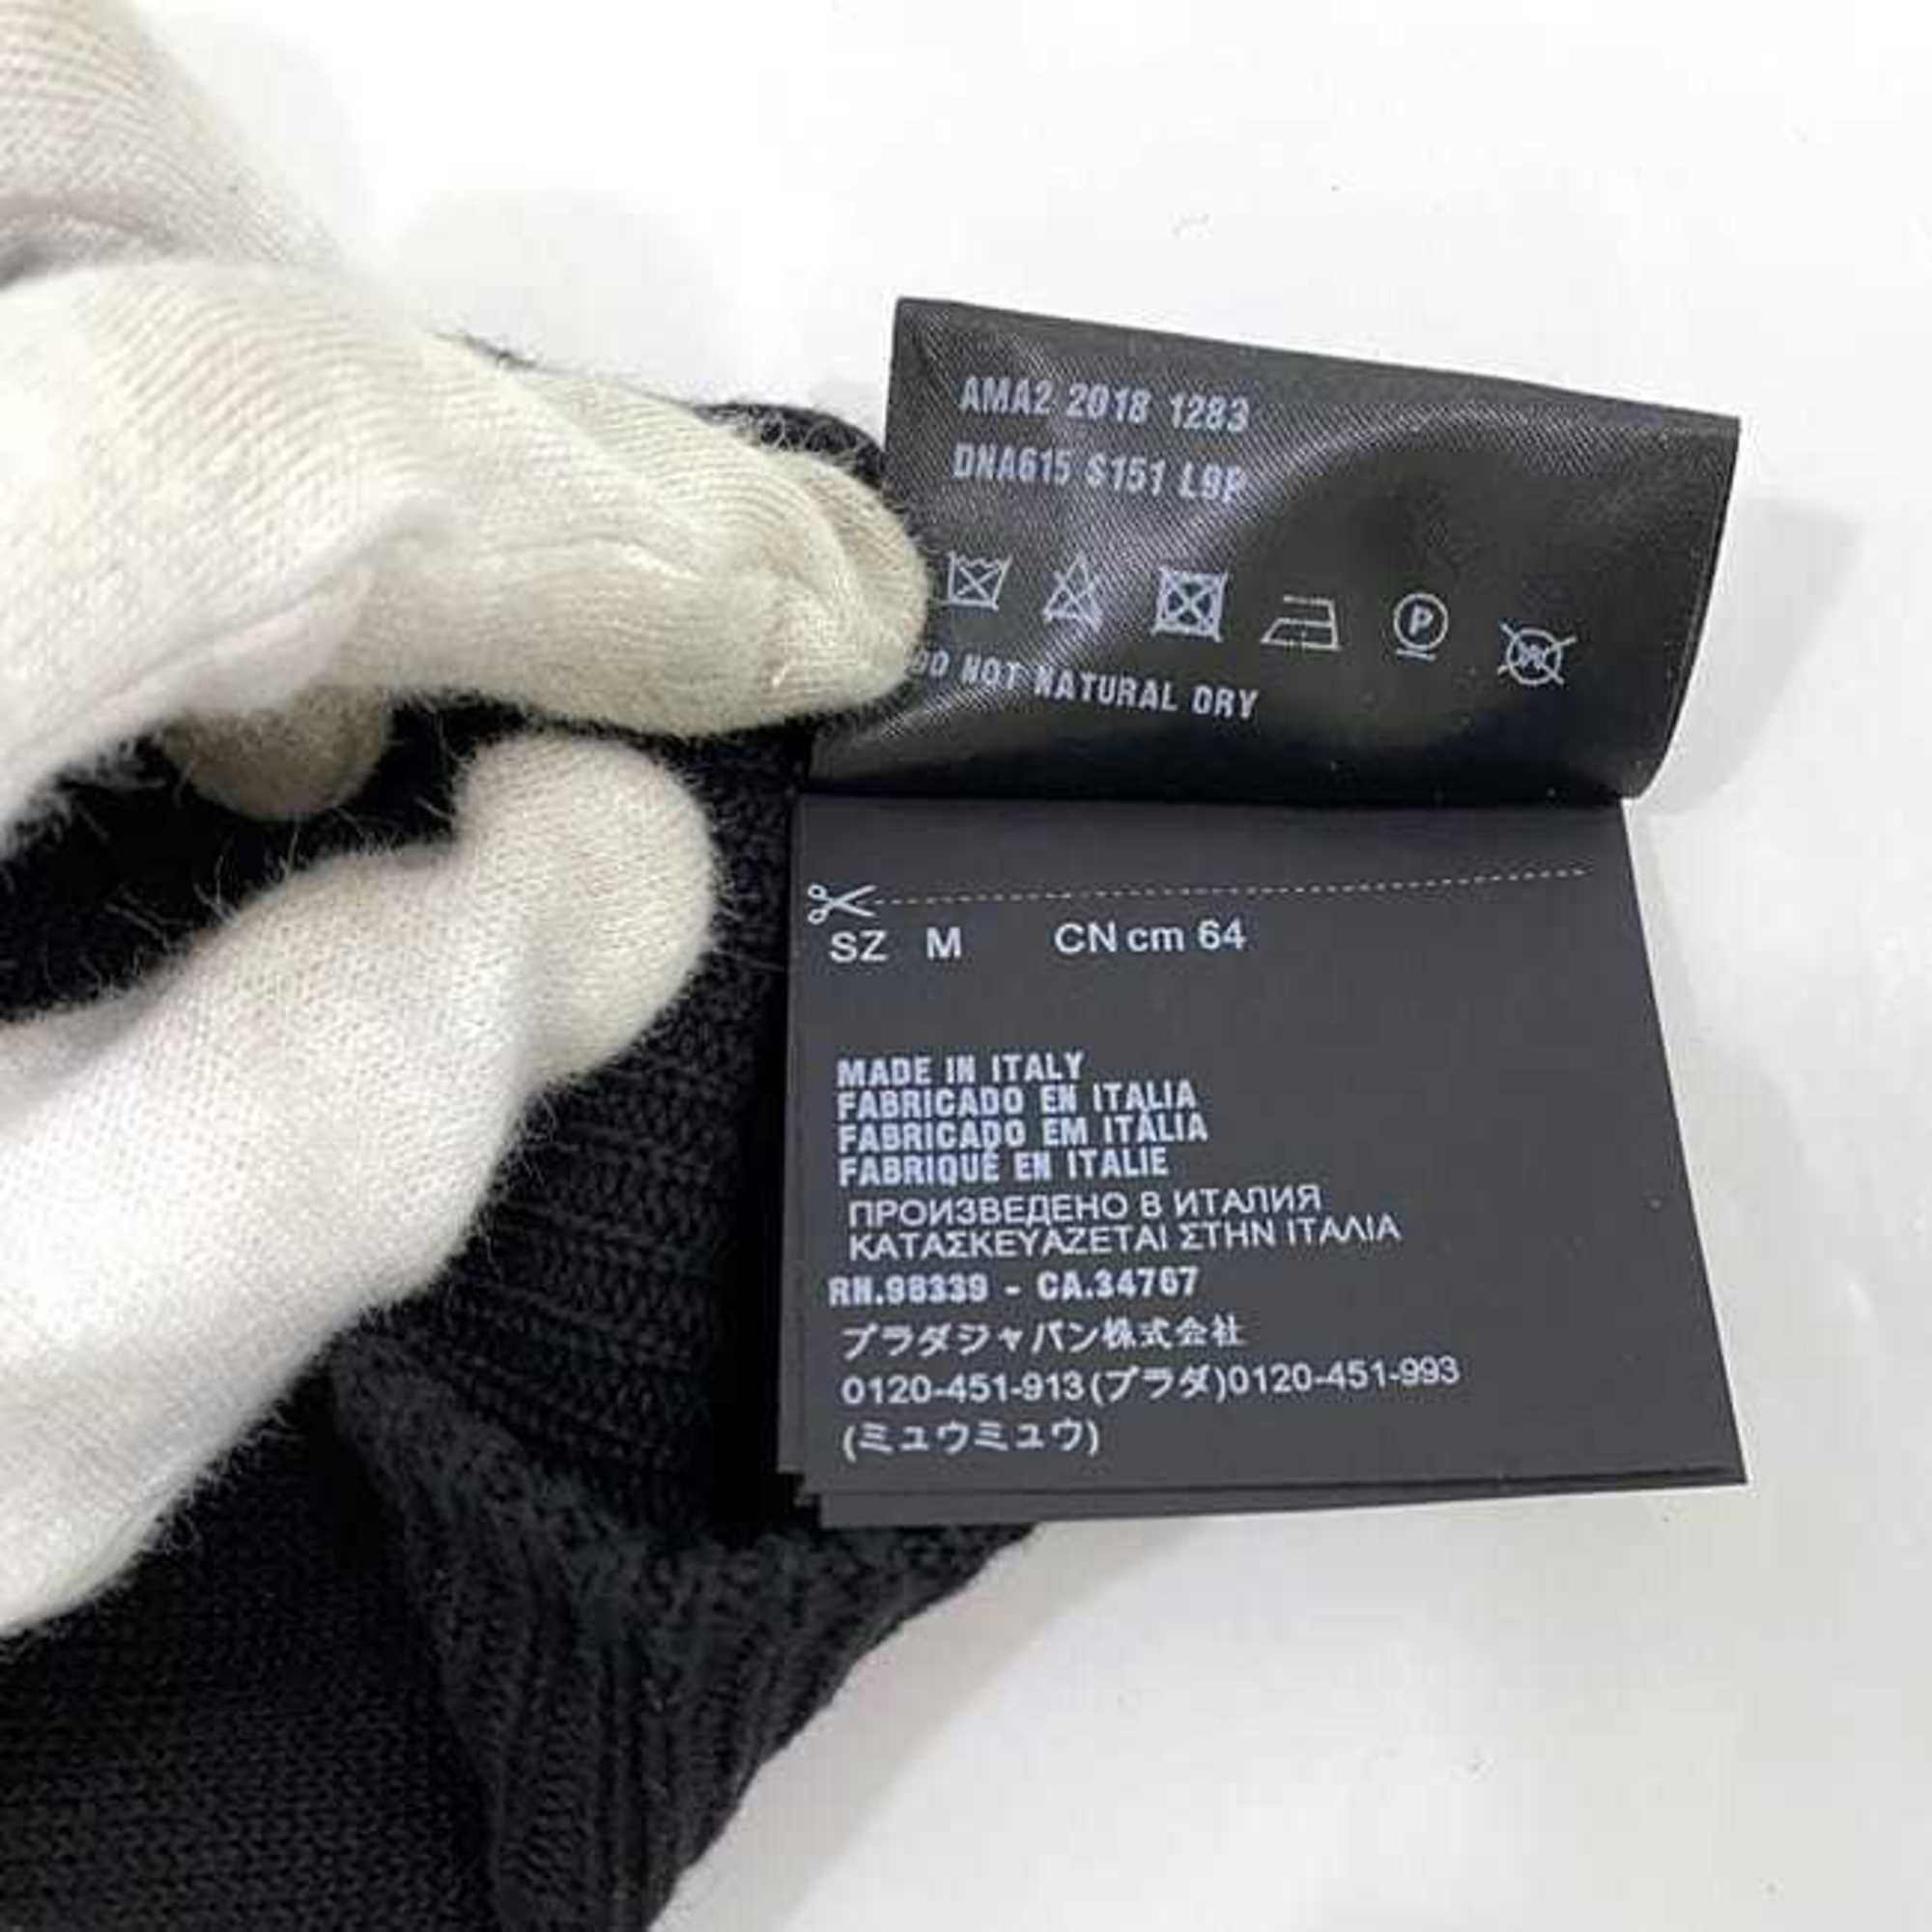 AMA2 2018 1283
DNA615 S151 L9P
P
W
DO NOT NATURAL DRY
SZ M CN cm 64
MADE IN ITALY
FABRICADO EN ITALIA
FABRICADO EM ITÀLIA
FABRIQUÉ EN ITALIE
ПРОИЗВЕДЕНО В ИТАЛИЯ
ΚΑΤΑΣΚΕΥΑΖΕΤΑΙ ΣΤΗΝ ΙΤΑΛΙΑ
RN.98339 - CA.34767
プラダジャパン株式会社
0120-451-913(プラダ)0120-451-993
(ミュウミュウ)